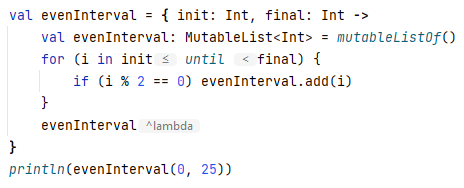 val evenInterval = { init: Int, final: Int ->
    val evenInterval: MutableList<Int> = mutableListOf()
    for (i in init ≤ until < final) {
        if (i % 2 == 0) evenInterval.add(i)
    }
    evenInterval ^lambda
}
println(evenInterval(0, 25))